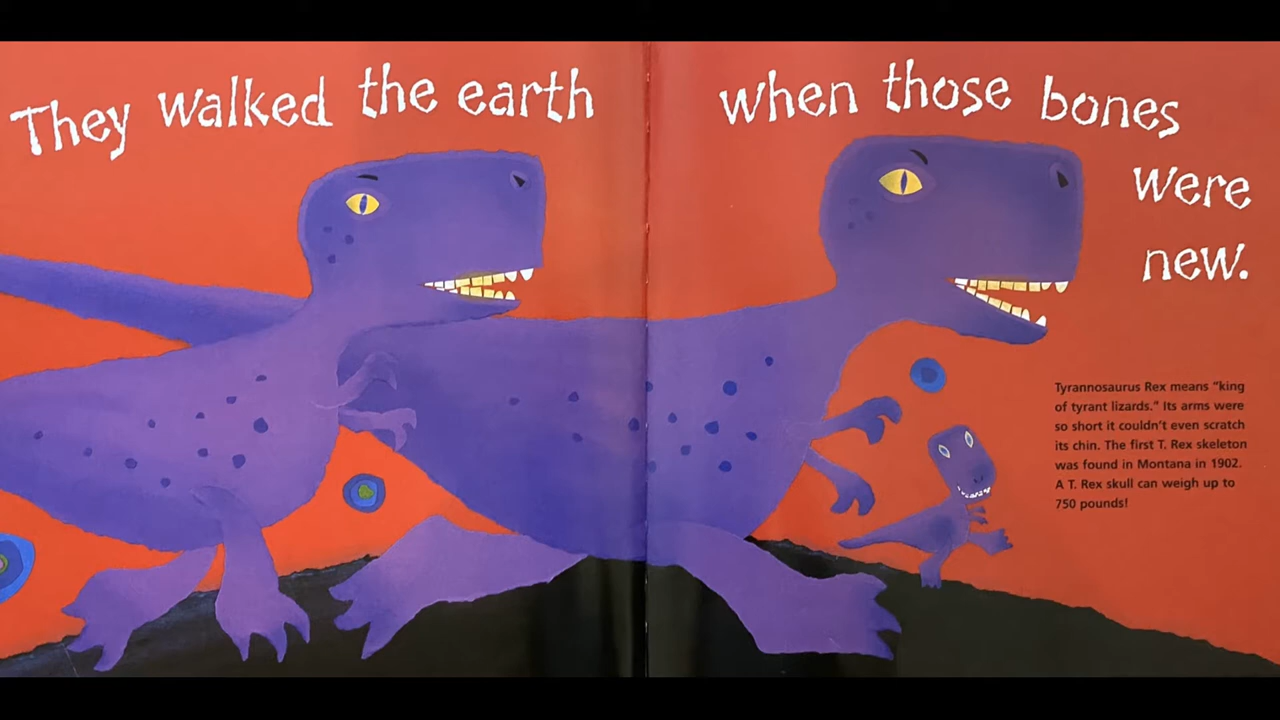 They walked the earth
when those bones
were
new.
Tyrannosaurus Rex means "king
of tyrant lizards." Its arms were
so short it couldn't even scratch
its chin. The first T. Rex skeleton
was found in Montana in 1902.
A T. Rex skull can weigh up to
750 pounds!